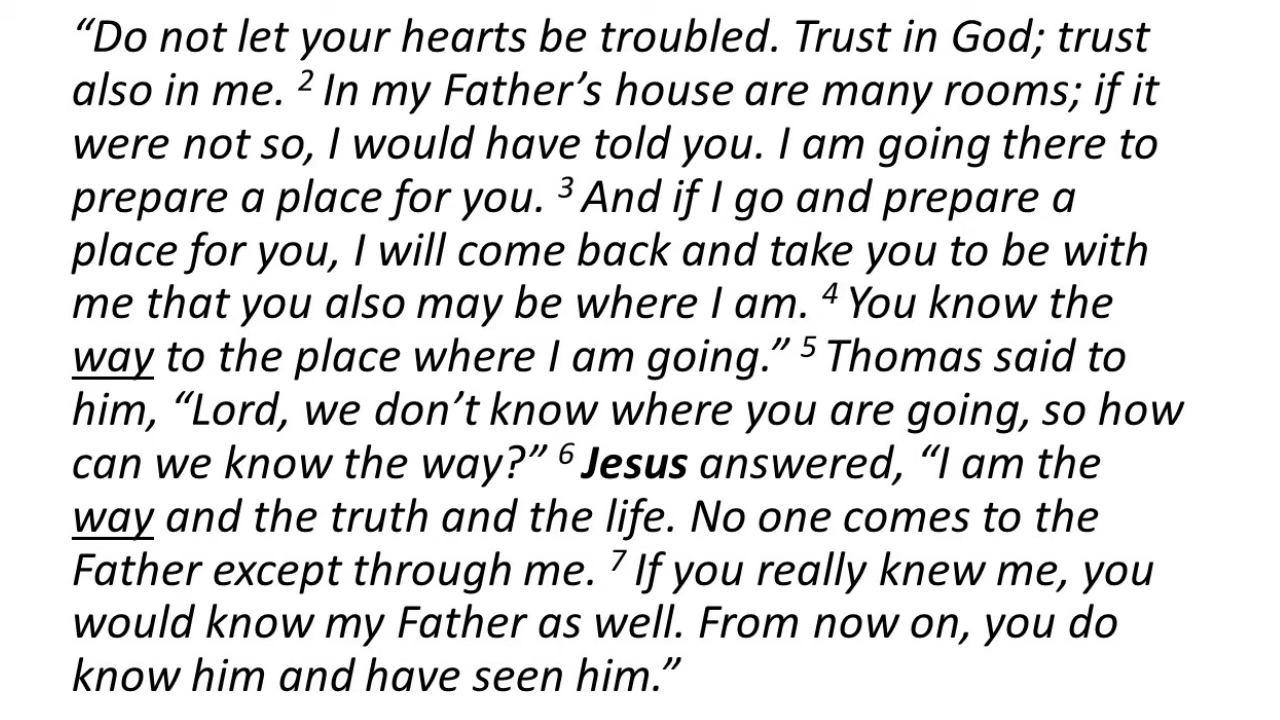 “Do not let your hearts be troubled. Trust in God; trust
also in me. ² In my Father’s house are many rooms; if it
were not so, I would have told you. I am going there to
prepare a place for you. ³ And if I go and prepare a
place for you, I will come back and take you to be with
me that you also may be where I am. ⁴ You know the
way to the place where I am going.” ⁵ Thomas said to
him, “Lord, we don’t know where you are going, so how
can we know the way?” ⁶ Jesus answered, “I am the
way and the truth and the life. No one comes to the
Father except through me. ⁷ If you really knew me, you
would know my Father as well. From now on, you do
know him and have seen him.”